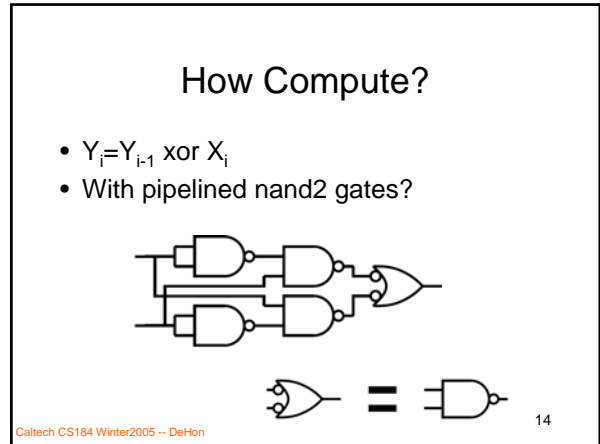 How Compute?
• Yᵢ=Yᵢ₋₁ xor Xᵢ
• With pipelined nand2 gates?
=
14
Caltech CS184 Winter2005 -- DeHon